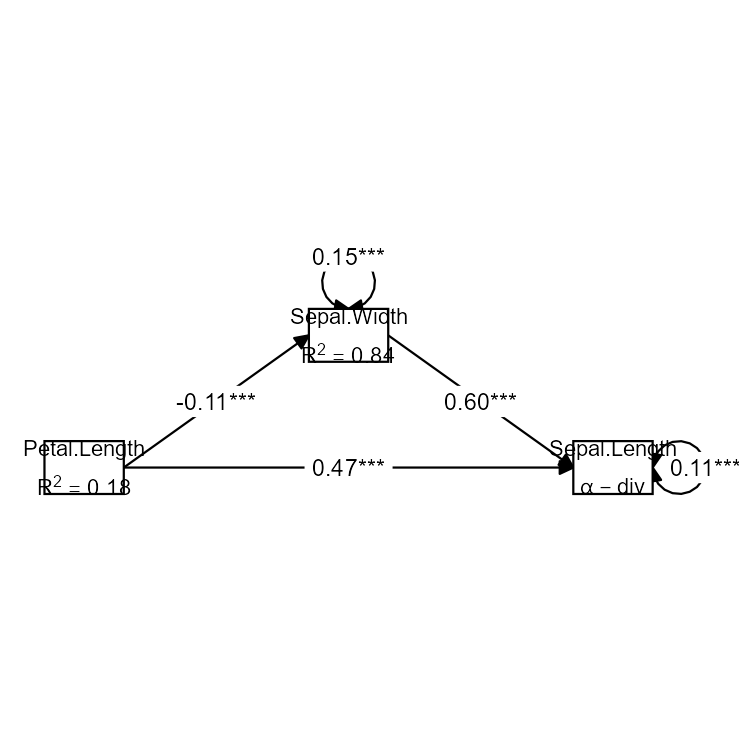 0.15***
Sepal.Width
R² = 0.84
-0.11***
0.60***
Petal.Length
R² = 0.18
0.47***
Sepal.Length
α − div
0.11***